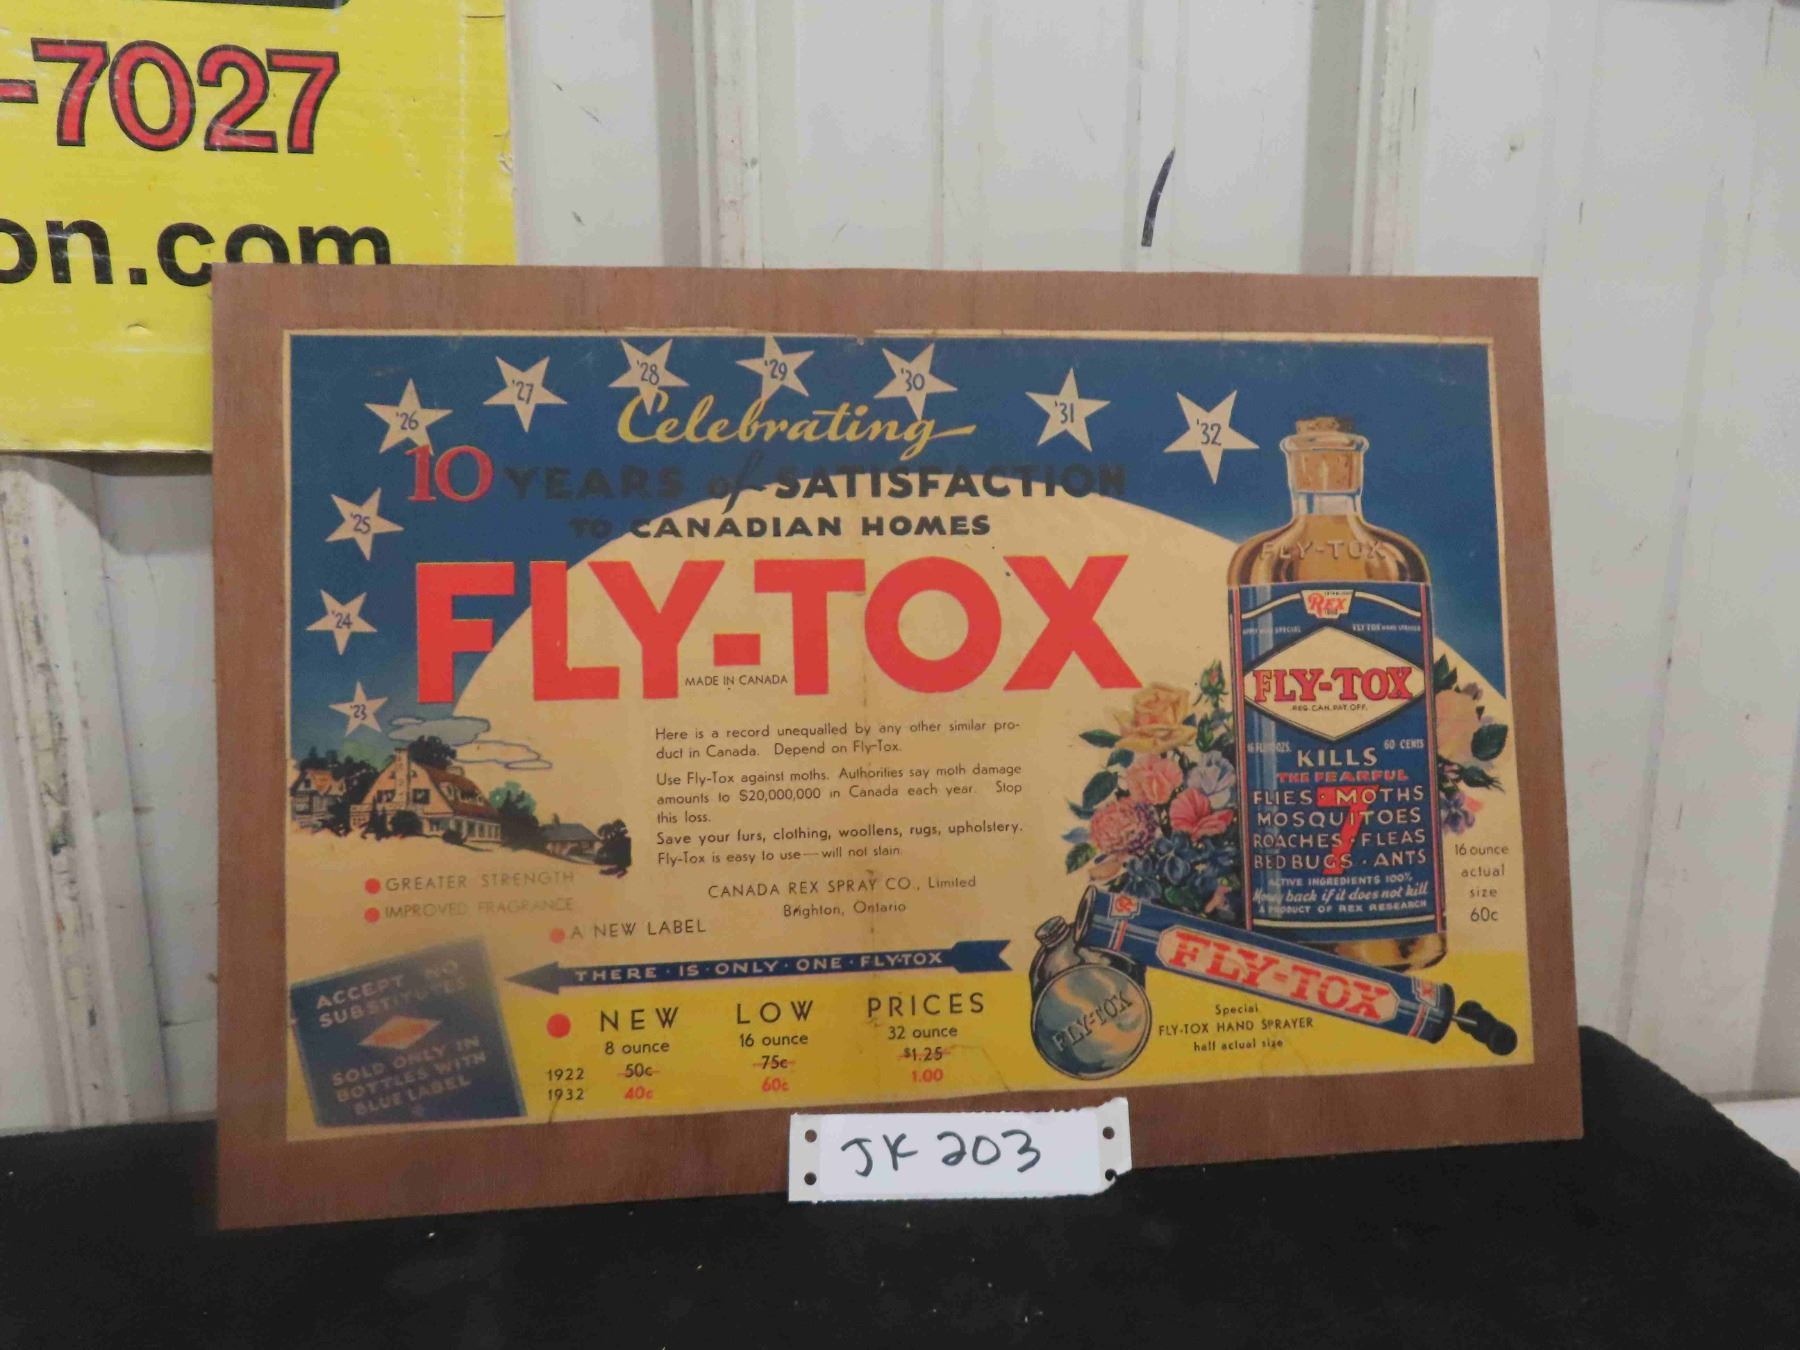 -7027
on.com
'23
'24
'25
'26
'27
'28
'29
'30
'31
'32
Celebrating
10 YEARS of SATISFACTION
TO CANADIAN HOMES
FLY-TOX
MADE IN CANADA
Here is a record unequalled by any other similar pro-
duct in Canada. Depend on Fly-Tox.
Use Fly-Tox against moths. Authorities say moth damage
amounts to $20,000,000 in Canada each year. Stop
this loss.
Save your furs, clothing, woollens, rugs, upholstery.
Fly-Tox is easy to use—will not stain.
CANADA REX SPRAY CO., Limited
Brighton, Ontario
GREATER STRENGTH
IMPROVED FRAGRANCE
A NEW LABEL
ACCEPT NO
SUBSTITUTES
SOLD ONLY IN
BOTTLES WITH
BLUE LABEL
THERE · IS · ONLY · ONE · FLY-TOX
NEW LOW PRICES
8 ounce 16 ounce 32 ounce
1922 50c 75c $1.25
1932 40c 60c 1.00
FLY-TOX
REX
FLY-TOX
REG. CAN. PAT. OFF.
16 FL. OZS. 60 CENTS
KILLS
THE FEARFUL
7
FLIES · MOTHS
MOSQUITOES
ROACHES · FLEAS
BED BUGS · ANTS
ACTIVE INGREDIENTS 100%
Money back if it does not kill
A PRODUCT OF REX RESEARCH
16 ounce
actual
size
60c
FLY-TOX
FLY-TOX
Special
FLY-TOX HAND SPRAYER
half actual size
JK 203